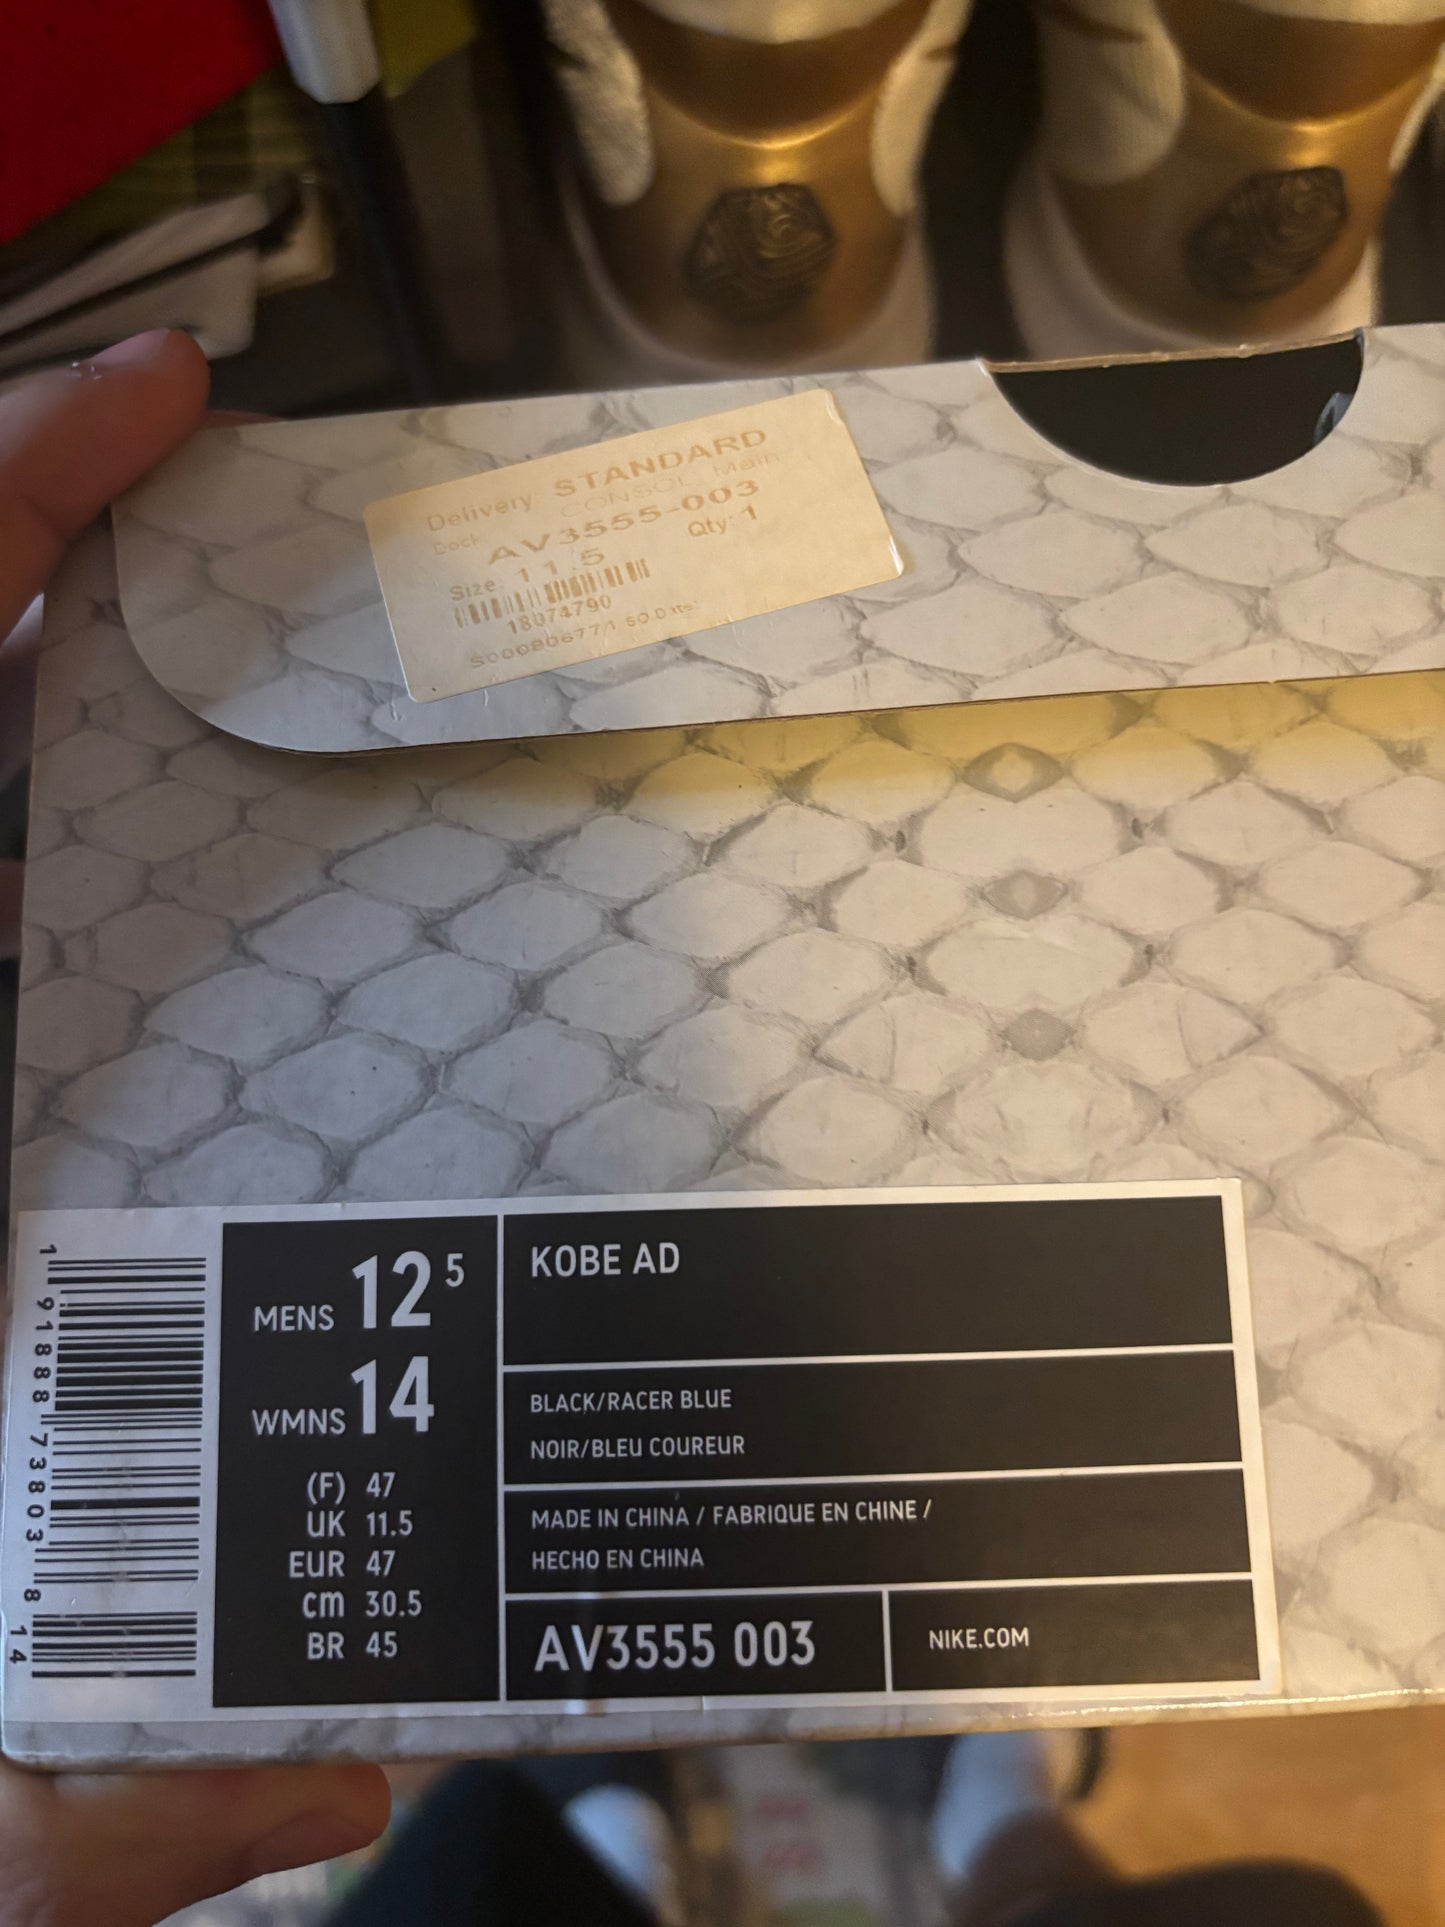 Delivery: STANDARD
CONSOL Main
Dock
AV3555-003
Size: 11.5 Qty: 1
18074790
MENS 12 5
WMNS 14
(F) 47
UK 11.5
EUR 47
cm 30.5
BR 45
KOBE AD
BLACK/RACER BLUE
NOIR/BLEU COUREUR
MADE IN CHINA / FABRIQUE EN CHINE /
HECHO EN CHINA
AV3555 003
NIKE.COM
1 91888 73803 8 14